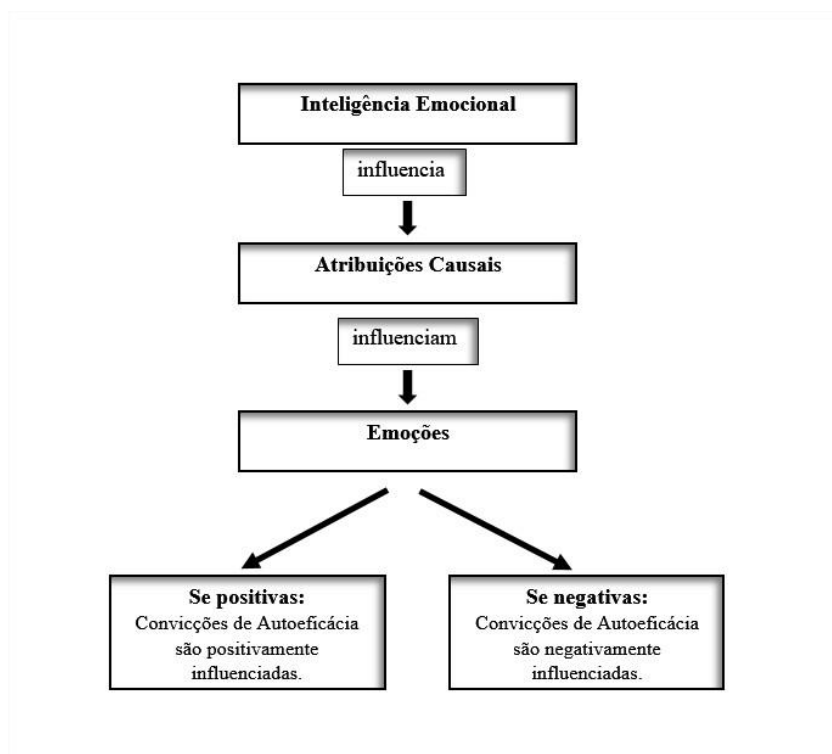 Inteligência Emocional
influencia
Atribuições Causais
influenciam
Emoções
Se positivas:
Convicções de Autoeficácia
são positivamente
influenciadas.
Se negativas:
Convicções de Autoeficácia
são negativamente
influenciadas.